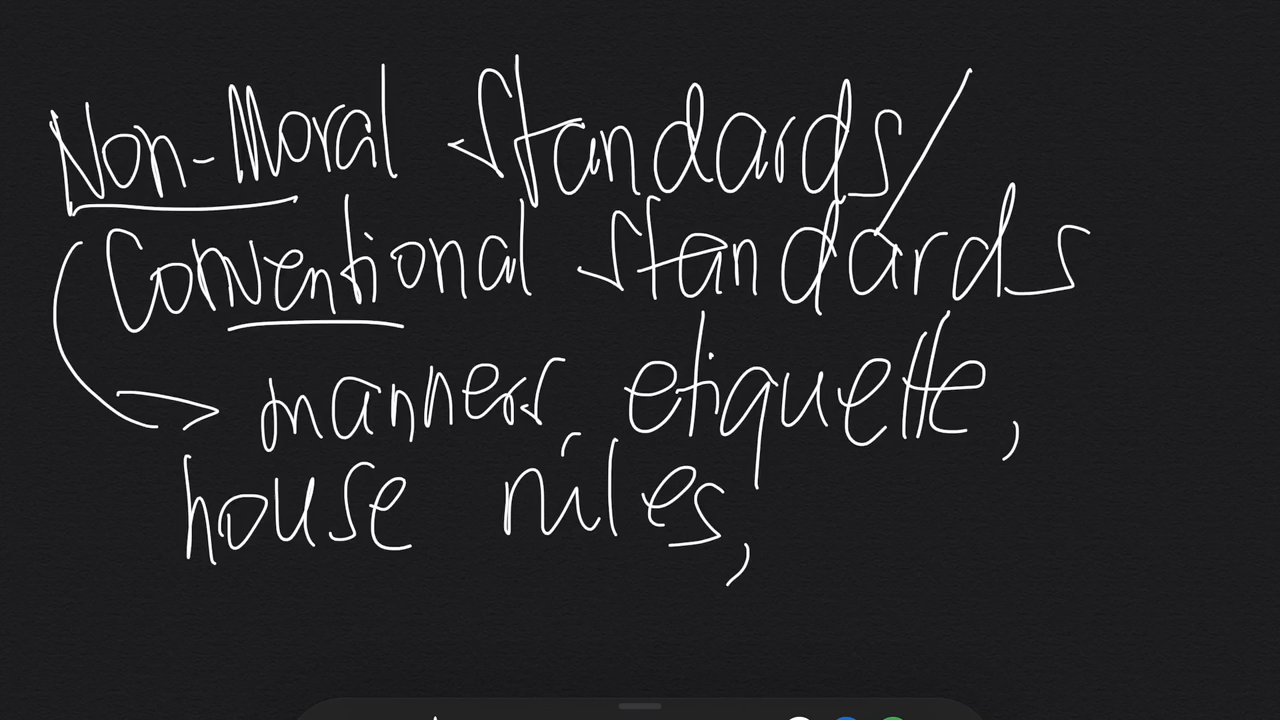 Non-Moral Standards/
Conventional Standards
manners, etiquette,
house rules,